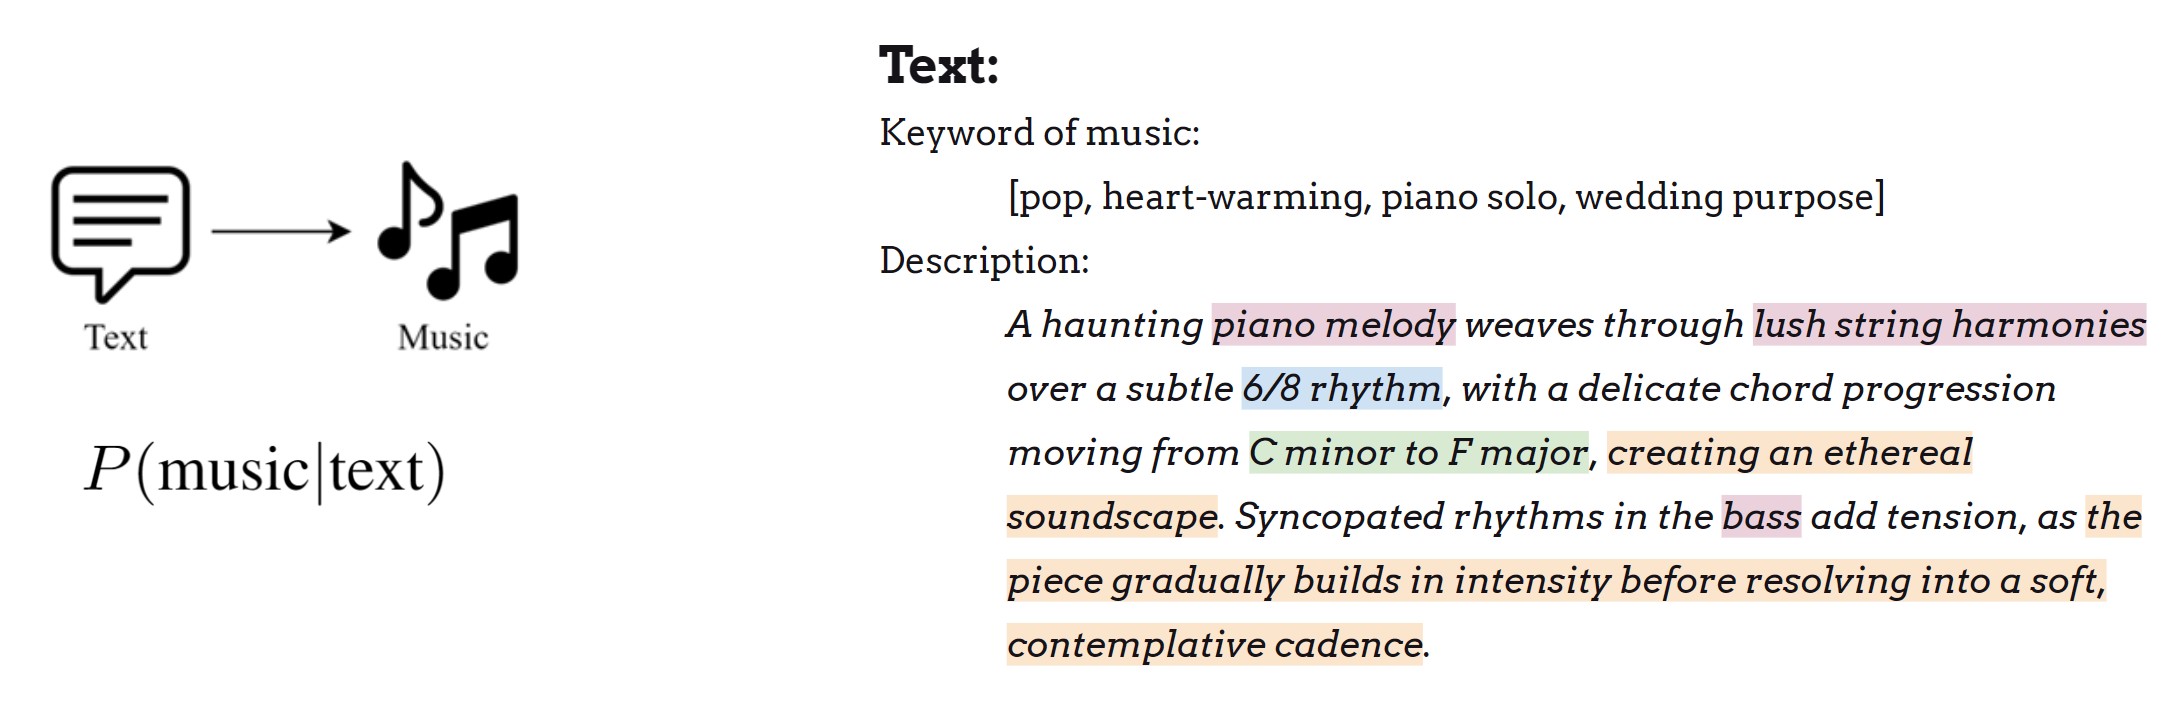 Text
Music
P(music|text)
Text:
Keyword of music:
[pop, heart-warming, piano solo, wedding purpose]
Description:
A haunting piano melody weaves through lush string harmonies
over a subtle 6/8 rhythm, with a delicate chord progression
moving from C minor to F major, creating an ethereal
soundscape. Syncopated rhythms in the bass add tension, as the
piece gradually builds in intensity before resolving into a soft,
contemplative cadence.